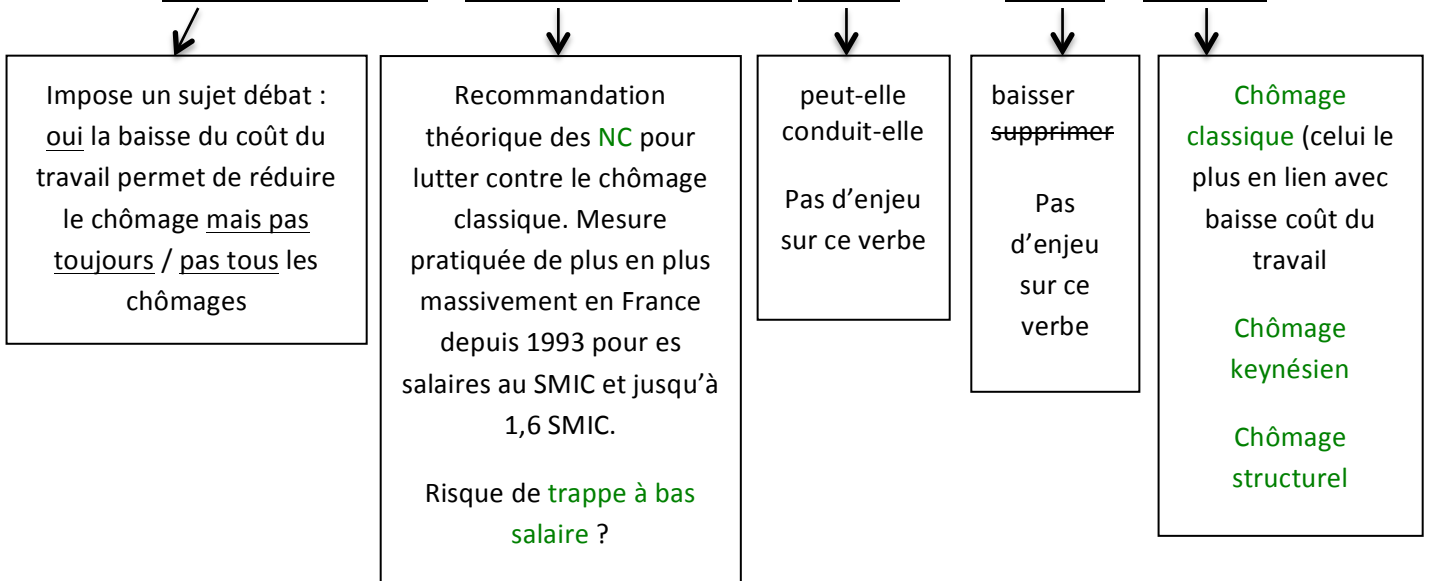 Impose un sujet débat :
oui la baisse du coût du
travail permet de réduire
le chômage mais pas
toujours / pas tous les
chômages
Recommandation
théorique des NC pour
lutter contre le chômage
classique. Mesure
pratiquée de plus en plus
massivement en France
depuis 1993 pour es
salaires au SMIC et jusqu’à
1,6 SMIC.
Risque de trappe à bas
salaire ?
peut-elle
conduit-elle
Pas d’enjeu
sur ce verbe
baisser
supprimer
Pas
d’enjeu
sur ce
verbe
Chômage
classique (celui le
plus en lien avec
baisse coût du
travail
Chômage
keynésien
Chômage
structurel